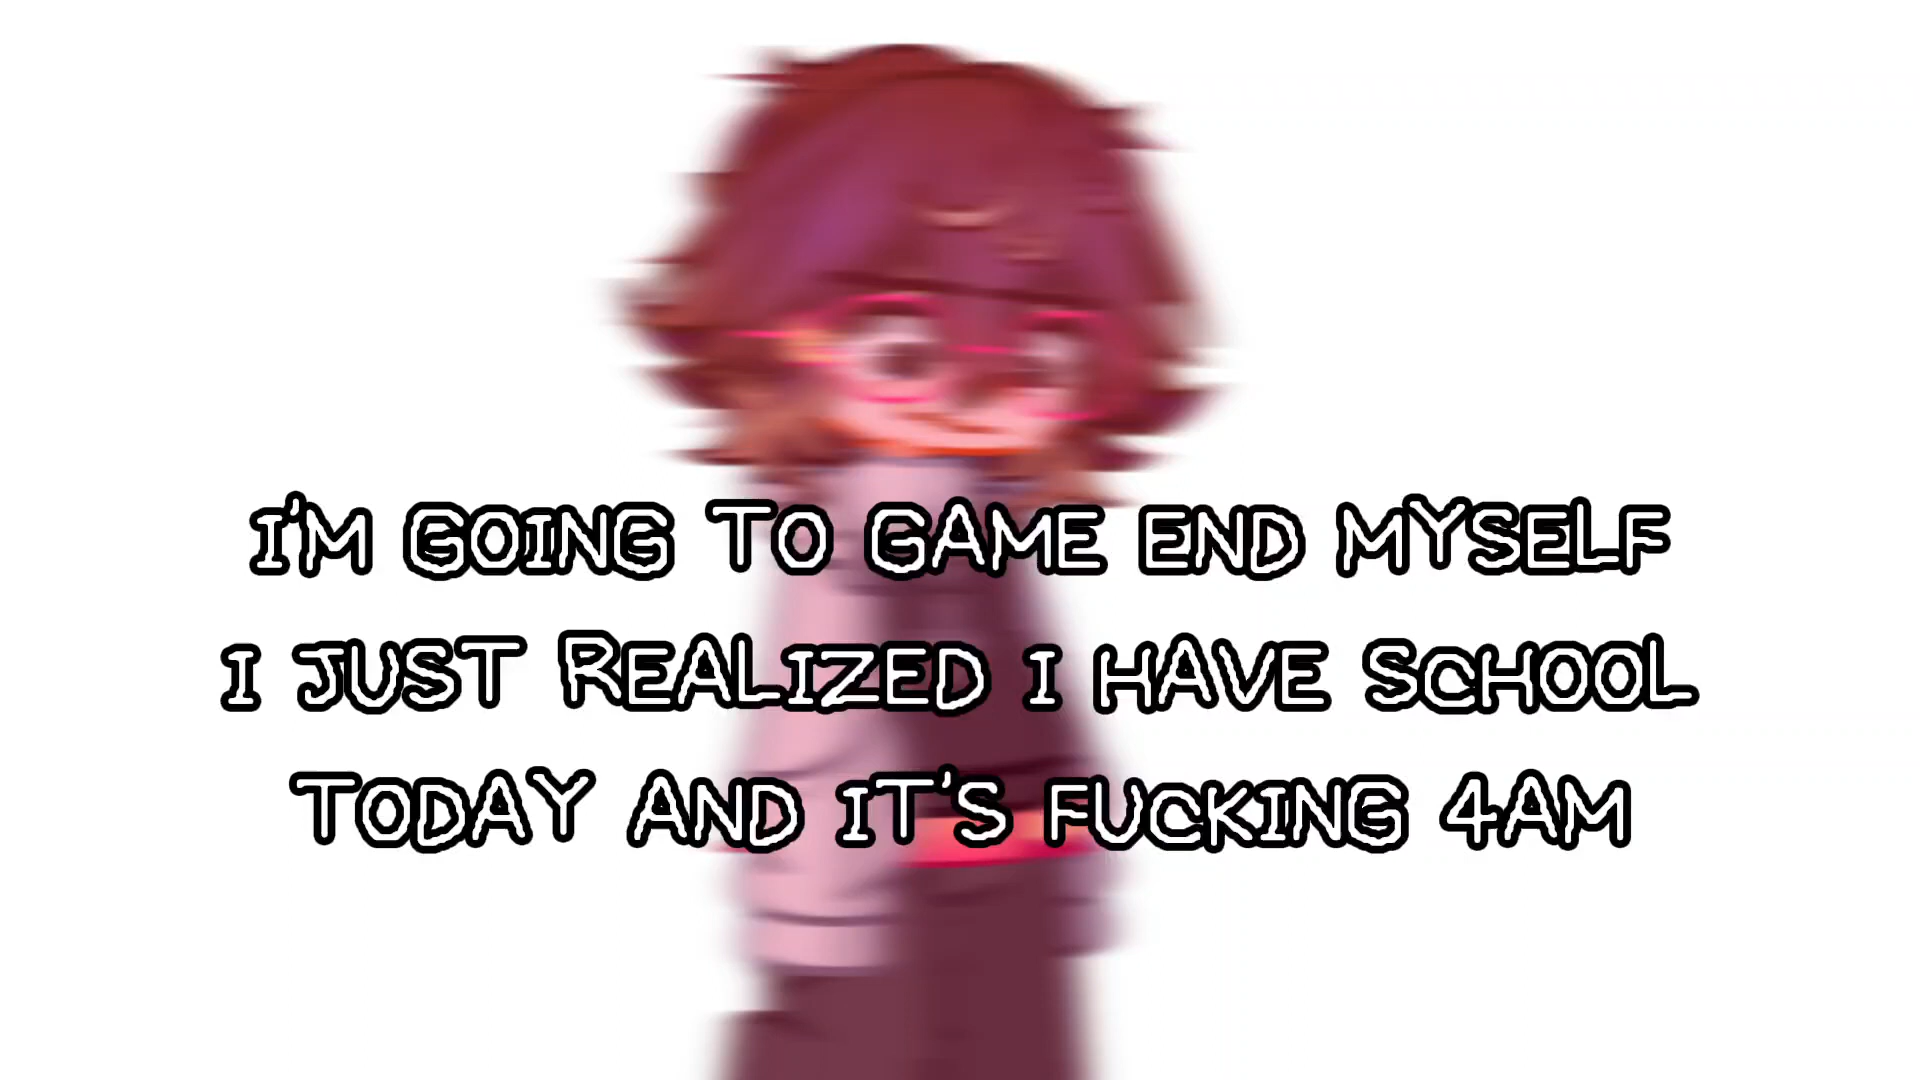 I'M GOING TO GAME END MYSELF
I JUST REALIZED I HAVE SCHOOL
TODAY AND IT'S FUCKING 4AM